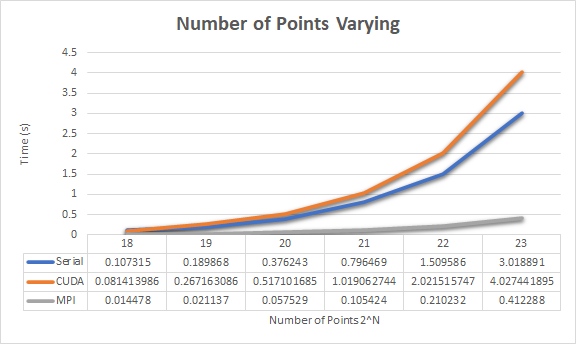 Number of Points Varying
4.5
4
3.5
3
2.5
2
1.5
1
0.5
0
Time (s)
18 19 20 21 22 23
Serial 0.107315 0.189868 0.376243 0.796469 1.509586 3.018891
CUDA 0.081413986 0.267163086 0.517101685 1.019062744 2.021515747 4.027441895
MPI 0.014478 0.021137 0.057529 0.105424 0.210232 0.412288
Number of Points 2^N